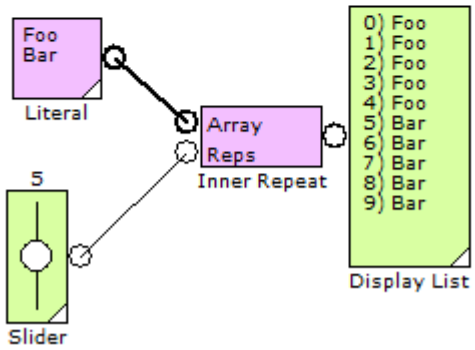 Foo
Bar
Literal
5
Slider
Array
Reps
Inner Repeat
0) Foo
1) Foo
2) Foo
3) Foo
4) Foo
5) Bar
6) Bar
7) Bar
8) Bar
9) Bar
Display List